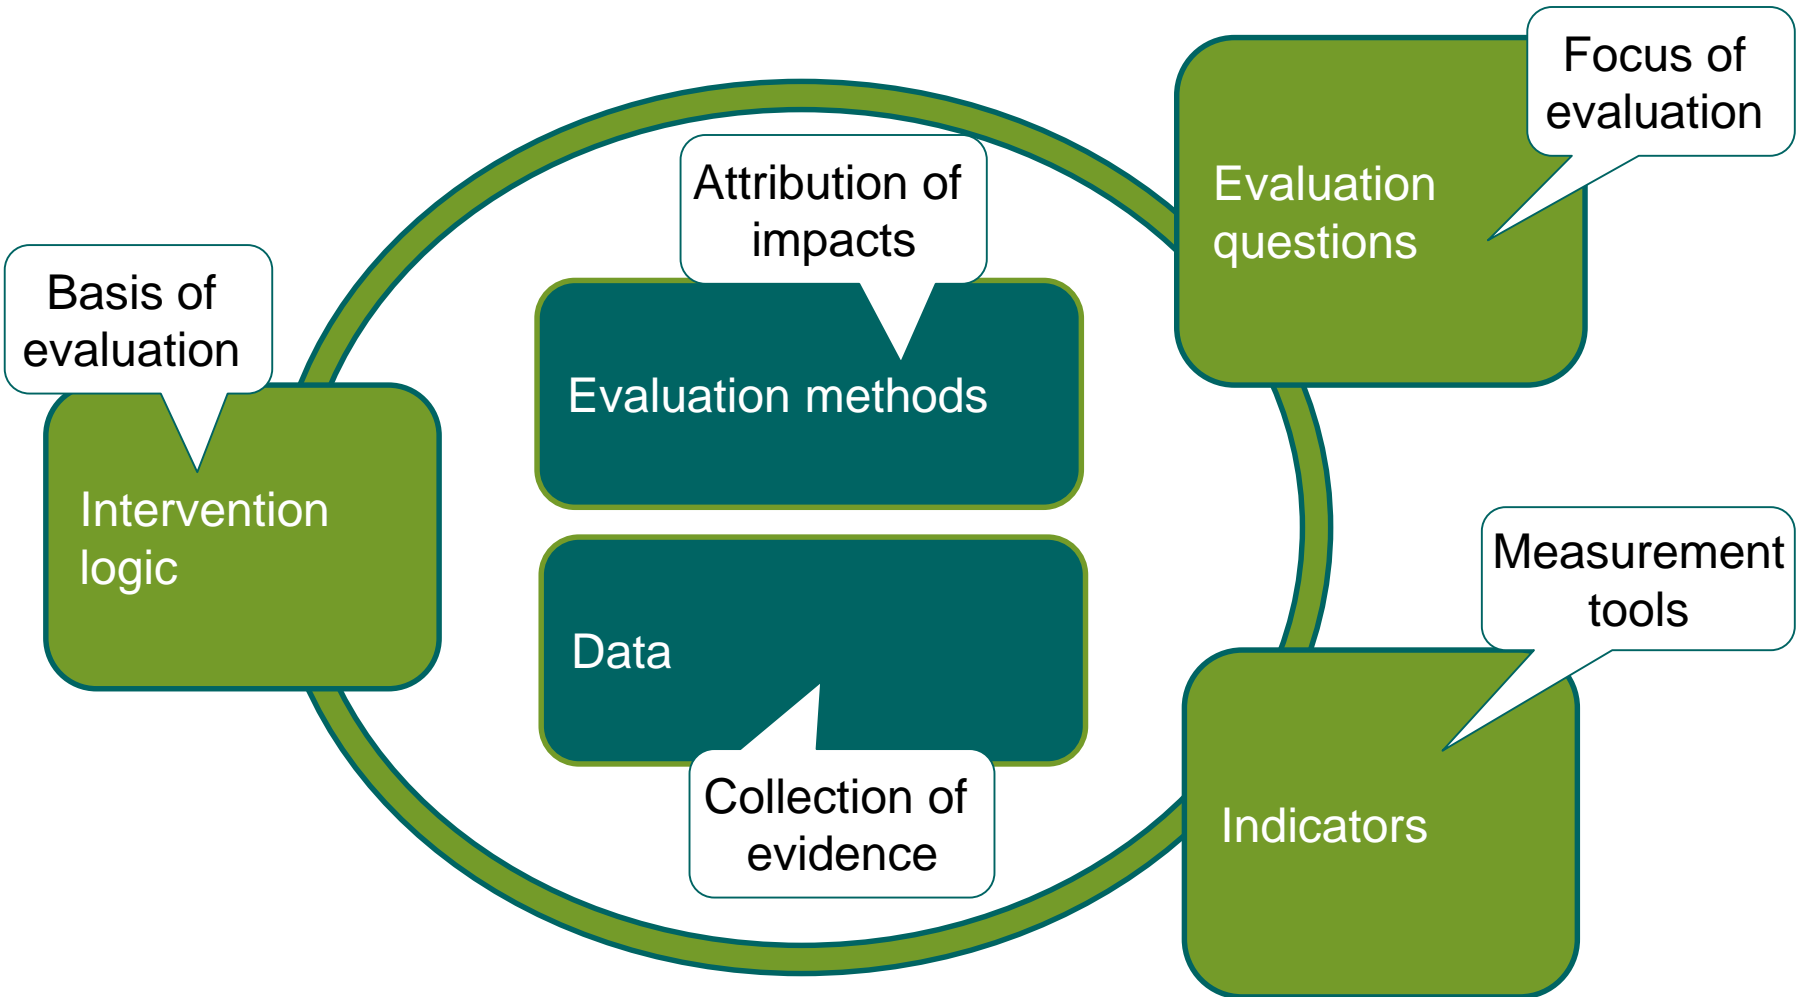 Focus of
evaluation
Evaluation
questions
Attribution of
impacts
Evaluation methods
Basis of
evaluation
Intervention
logic
Data
Collection of
evidence
Measurement
tools
Indicators